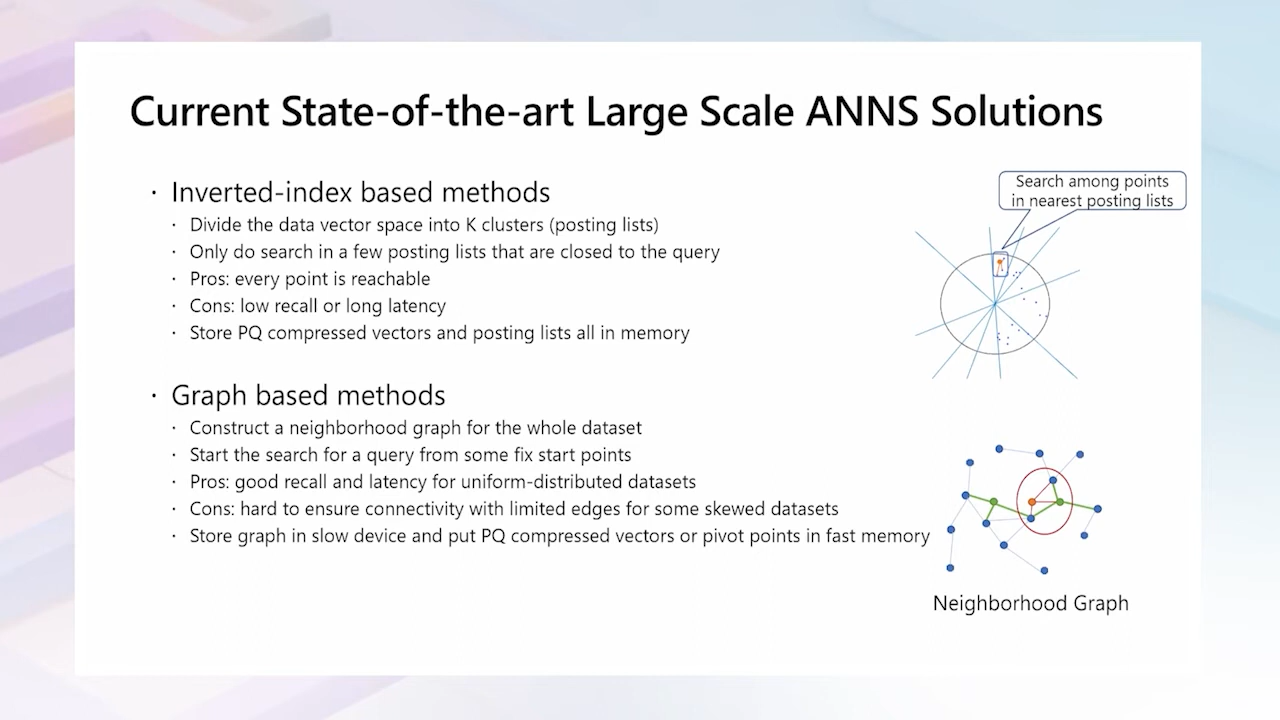 Current State-of-the-art Large Scale ANNS Solutions
· Inverted-index based methods
· Divide the data vector space into K clusters (posting lists)
· Only do search in a few posting lists that are closed to the query
· Pros: every point is reachable
· Cons: low recall or long latency
· Store PQ compressed vectors and posting lists all in memory
Search among points
in nearest posting lists
· Graph based methods
· Construct a neighborhood graph for the whole dataset
· Start the search for a query from some fix start points
· Pros: good recall and latency for uniform-distributed datasets
· Cons: hard to ensure connectivity with limited edges for some skewed datasets
· Store graph in slow device and put PQ compressed vectors or pivot points in fast memory
Neighborhood Graph